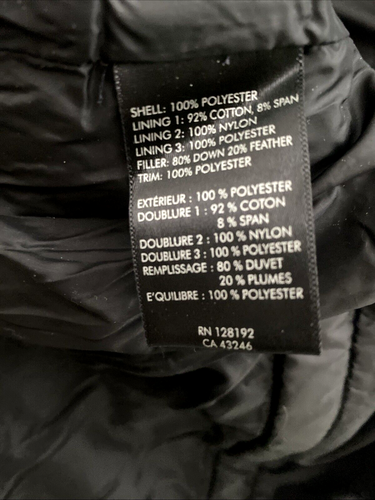 SHELL: 100% POLYESTER
LINING 1: 92% COTTON, 8% SPAN
LINING 2: 100% NYLON
LINING 3: 100% POLYESTER
FILLER: 80% DOWN 20% FEATHER
TRIM: 100% POLYESTER
EXTÉRIEUR : 100 % POLYESTER
DOUBLURE 1 : 92 % COTON
8 % SPAN
DOUBLURE 2 : 100 % NYLON
DOUBLURE 3 : 100 % POLYESTER
REMPLISSAGE : 80 % DUVET
20 % PLUMES
E'QUILIBRE : 100 % POLYESTER
RN 128192
CA 43246